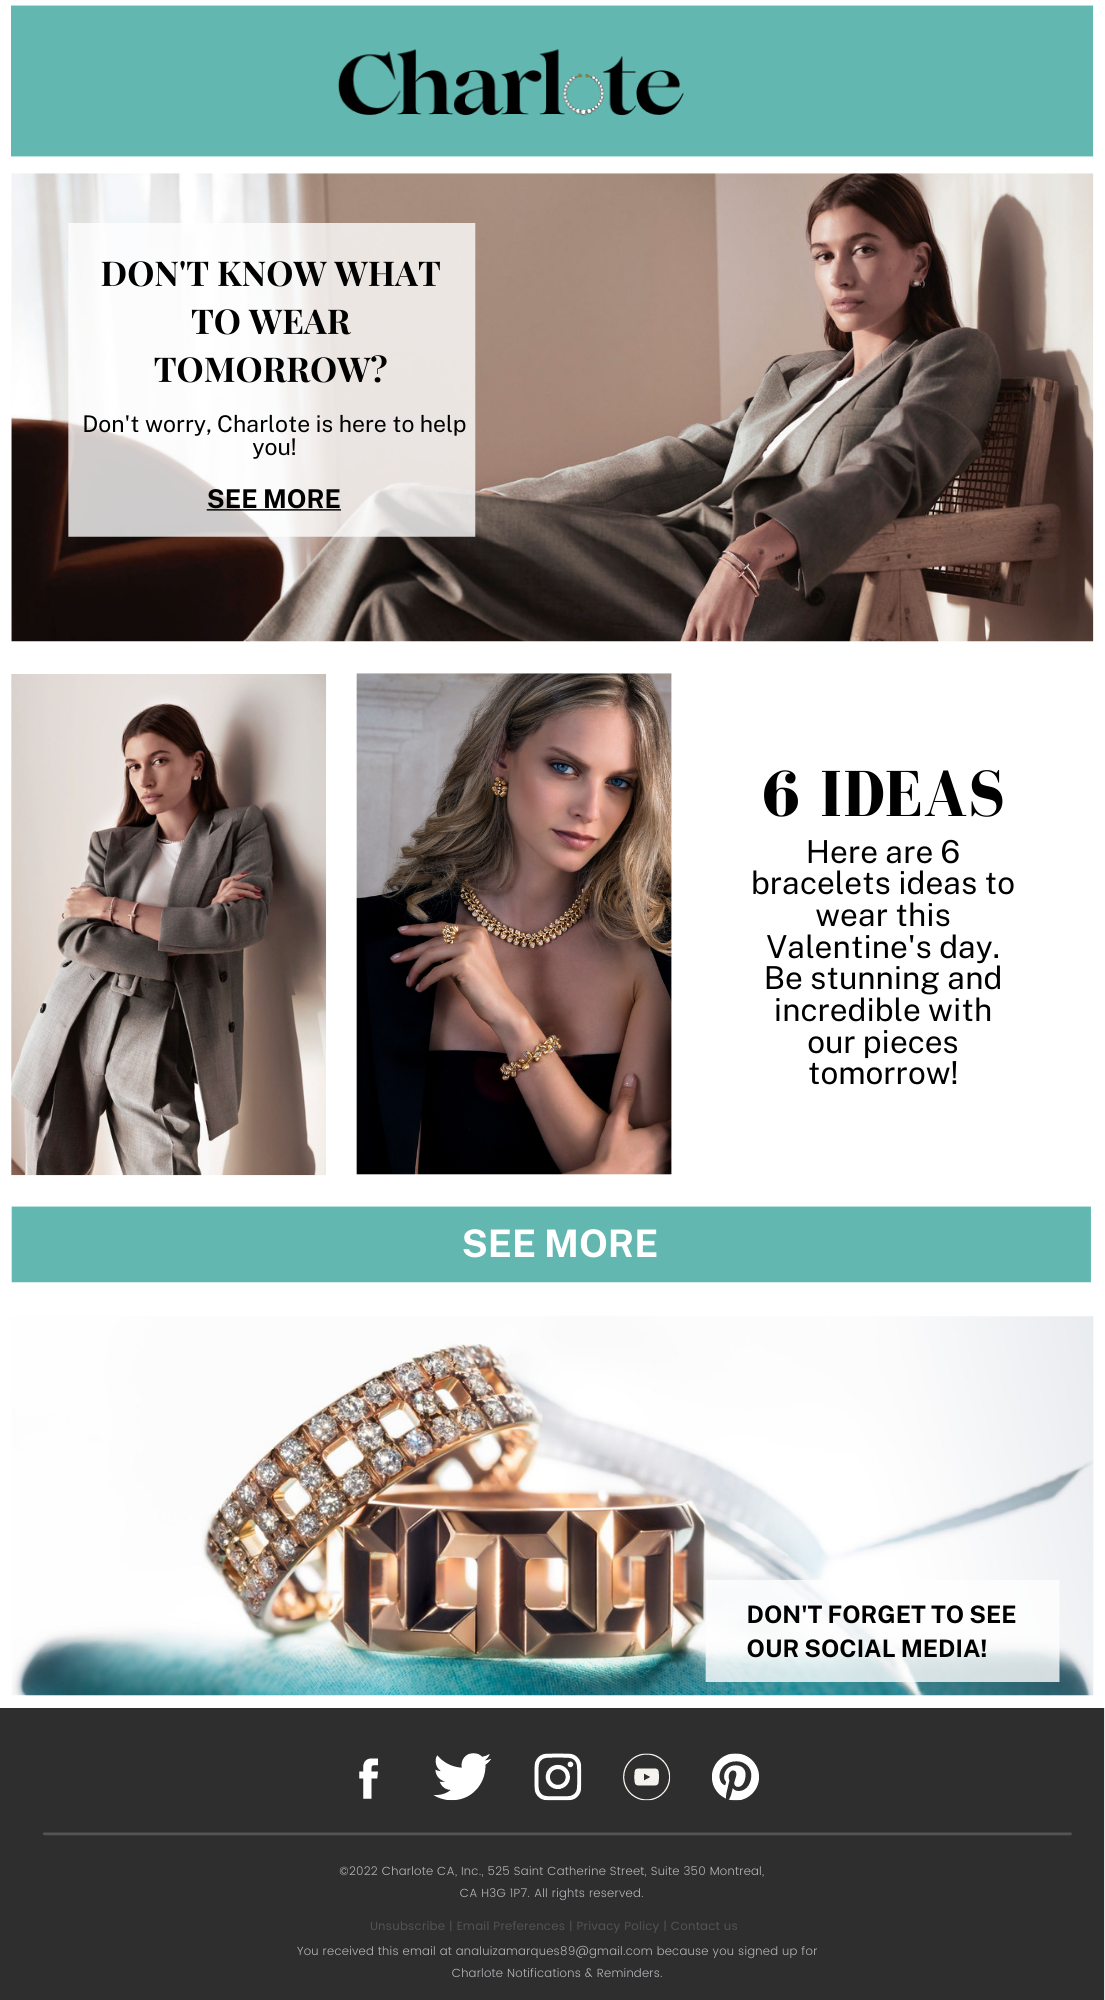 Charlote
DON'T KNOW WHAT
TO WEAR
TOMORROW?
Don't worry, Charlote is here to help
you!
SEE MORE
6 IDEAS
Here are 6
bracelets ideas to
wear this
Valentine's day.
Be stunning and
incredible with
our pieces
tomorrow!
SEE MORE
DON'T FORGET TO SEE
OUR SOCIAL MEDIA!
©2022 Charlote CA, Inc., 525 Saint Catherine Street, Suite 350 Montreal,
CA H3G 1P7. All rights reserved.
Unsubscribe | Email Preferences | Privacy Policy | Contact us
You received this email at analuizamarques89@gmail.com because you signed up for
Charlote Notifications & Reminders.